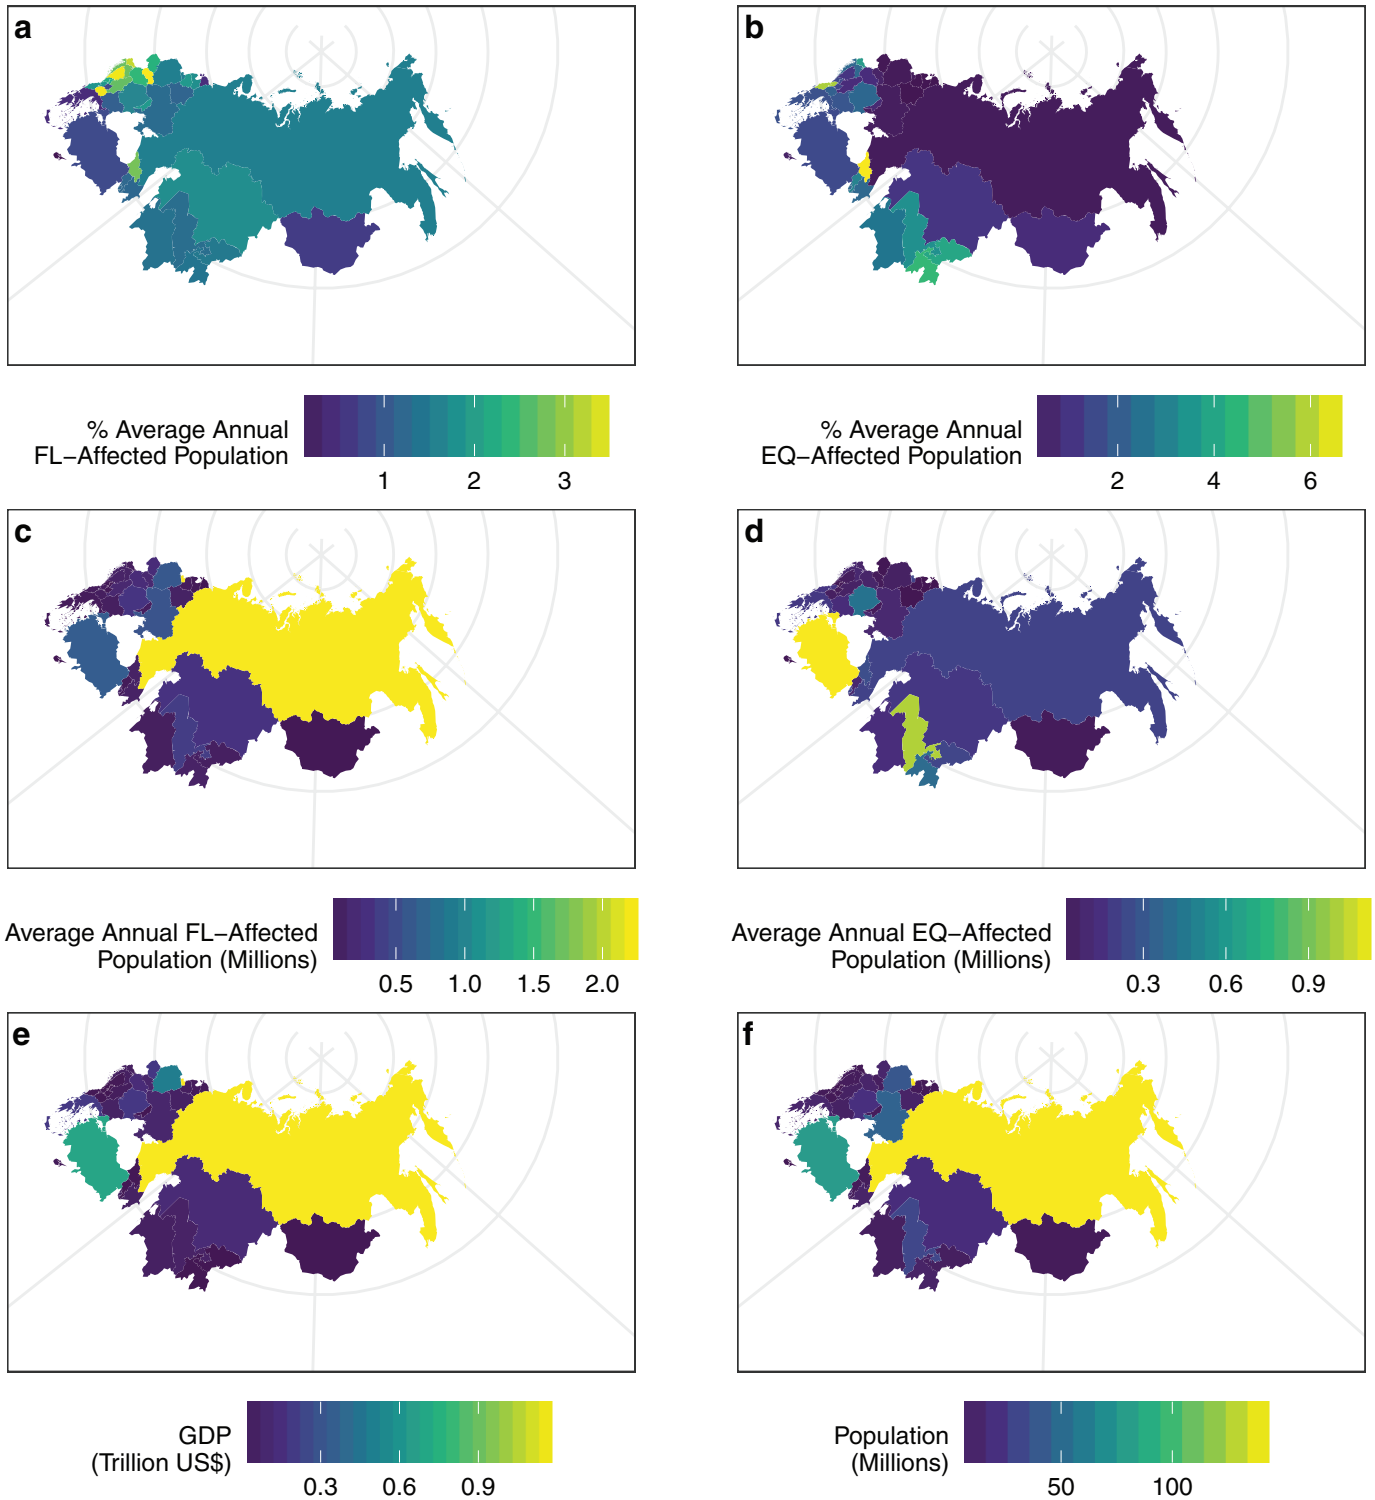 a
b
% Average Annual
FL−Affected Population
1 2 3
% Average Annual
EQ−Affected Population
2 4 6
c
d
Average Annual FL−Affected
Population (Millions)
0.5 1.0 1.5 2.0
Average Annual EQ−Affected
Population (Millions)
0.3 0.6 0.9
e
f
GDP
(Trillion US$)
0.3 0.6 0.9
Population
(Millions)
50 100